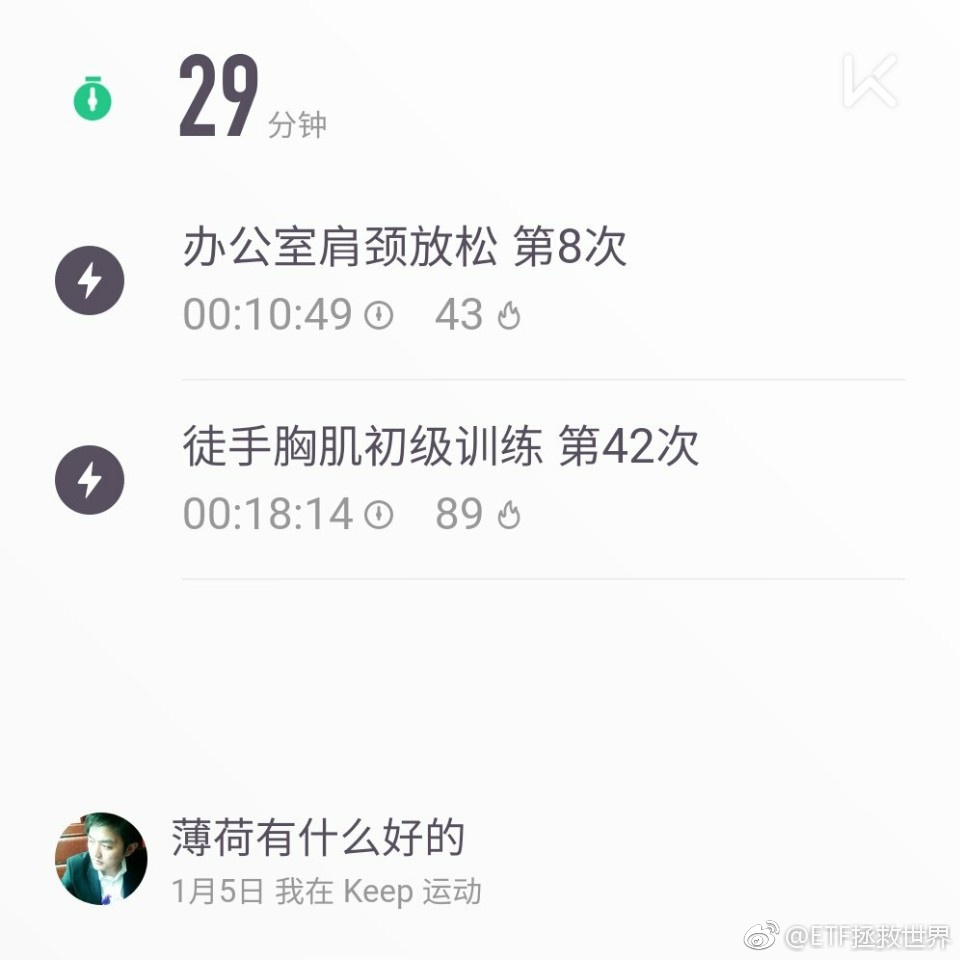 29 分钟
办公室肩颈放松 第8次
00:10:49 43
徒手胸肌初级训练 第42次
00:18:14 89
薄荷有什么好的
1月5日 我在 Keep 运动
@ETF拯救世界